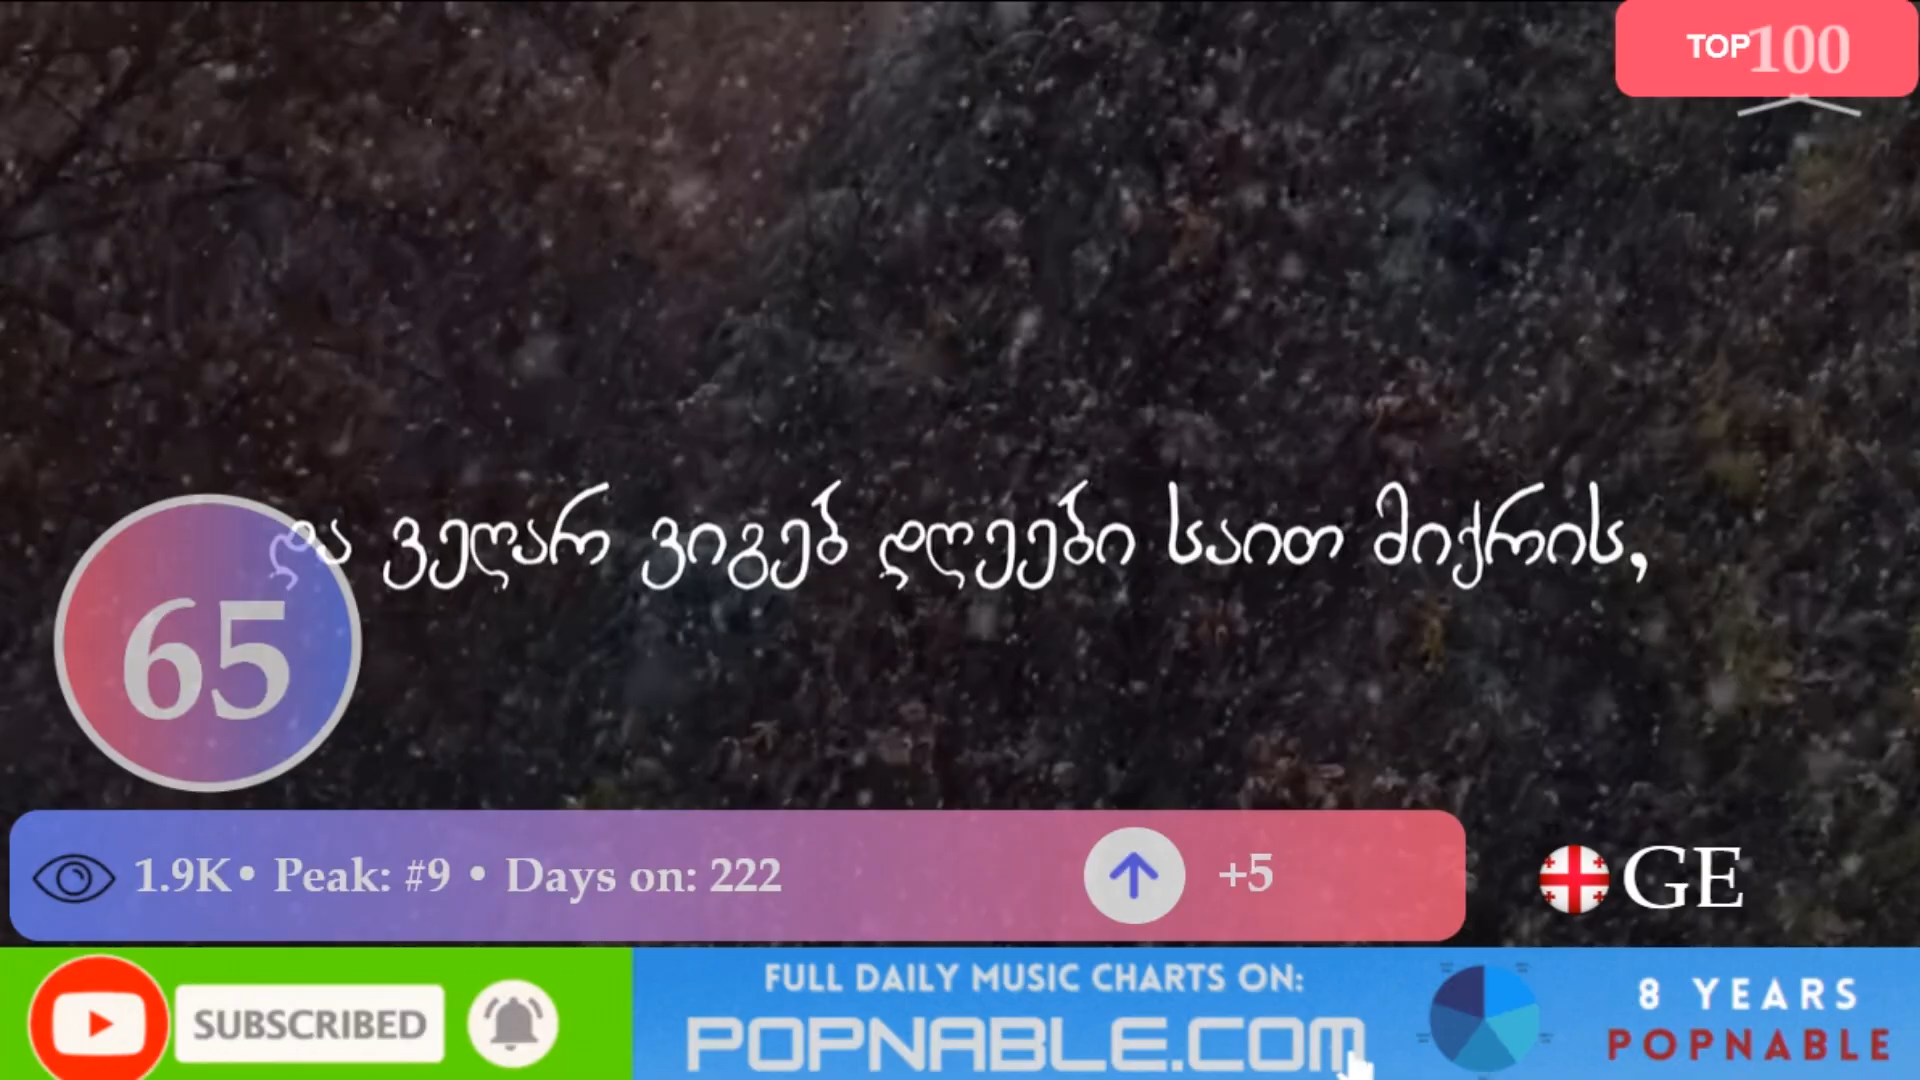 TOP100
და ვეღარ ვიგებ დღეები საით მიქრის,
65
1.9K • Peak: #9 • Days on: 222
+5
GE
SUBSCRIBED
FULL DAILY MUSIC CHARTS ON:
POPNABLE.COM
8 YEARS
POPNABLE